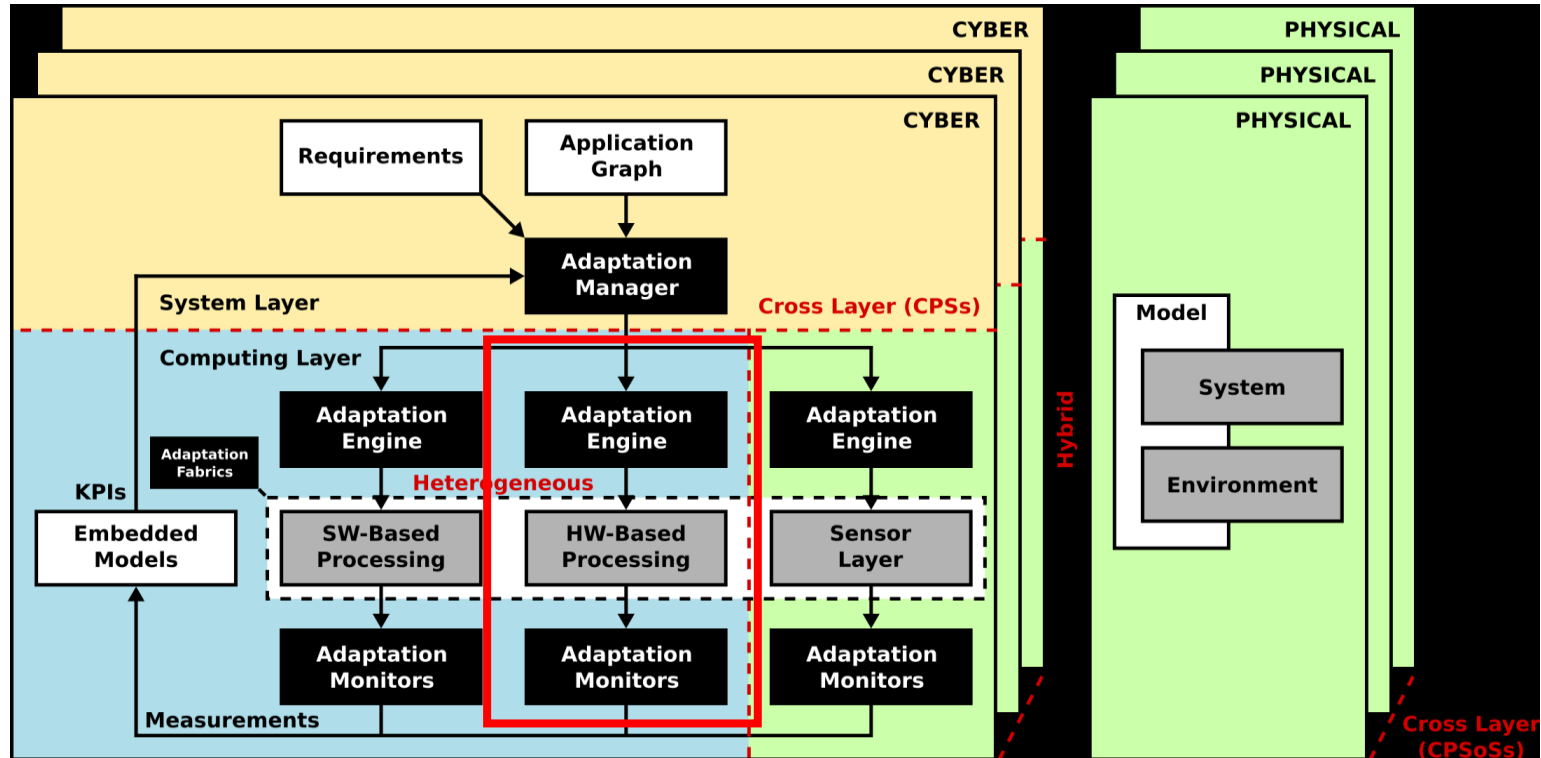 CYBER
PHYSICAL
CYBER
PHYSICAL
CYBER
PHYSICAL
Requirements
Application
Graph
Adaptation
Manager
System Layer
Cross Layer (CPSs)
Model
Computing Layer
System
Adaptation
Engine
Adaptation
Engine
Adaptation
Engine
Hybrid
Adaptation
Fabrics
Heterogeneous
KPIs
Environment
Embedded
Models
SW-Based
Processing
HW-Based
Processing
Sensor
Layer
Adaptation
Monitors
Adaptation
Monitors
Adaptation
Monitors
Measurements
Cross Layer
(CPSoSs)